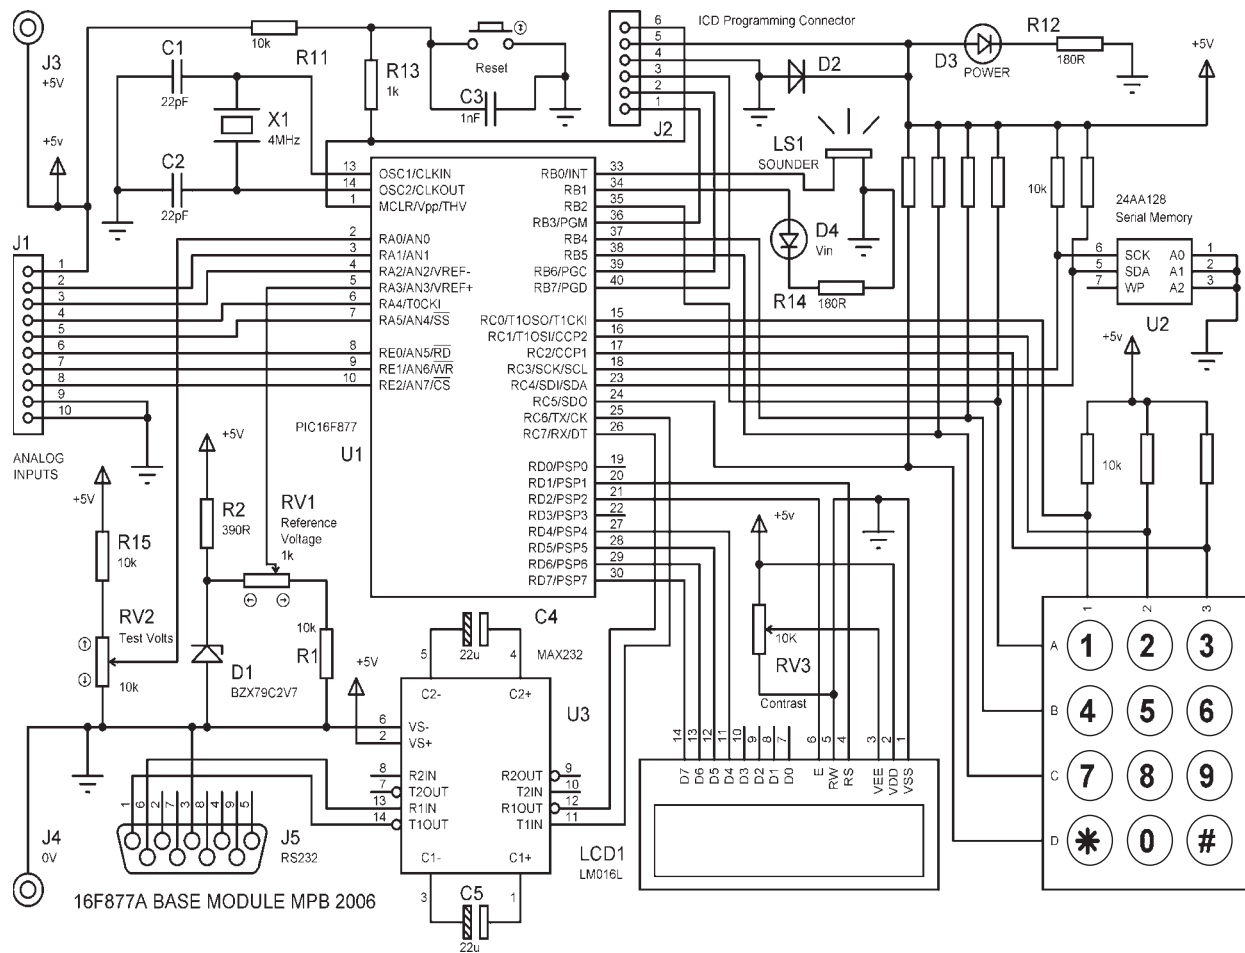 J3
+5V
+5v
C1
22pF
C2
22pF
X1
4MHz
10k
R11
R13
1k
Reset
C3
1nF
ICD Programming Connector
6
5
4
3
2
1
J2
D2
D3
POWER
R12
180R
+5V
LS1
SOUNDER
D4
Vin
R14
180R
10k
24AA128
Serial Memory
6 SCK A0 1
5 SDA A1 2
7 WP A2 3
U2
+5v
10k
J1
1
2
3
4
5
6
7
8
9
10
ANALOG
INPUTS
13 OSC1/CLKIN
14 OSC2/CLKOUT
1 MCLR/Vpp/THV
2 RA0/AN0
3 RA1/AN1
4 RA2/AN2/VREF-
5 RA3/AN3/VREF+
6 RA4/T0CKI
7 RA5/AN4/SS
8 RE0/AN5/RD
9 RE1/AN6/WR
10 RE2/AN7/CS
PIC16F877
U1
RB0/INT 33
RB1 34
RB2 35
RB3/PGM 36
RB4 37
RB5 38
RB6/PGC 39
RB7/PGD 40
RC0/T1OSO/T1CKI 15
RC1/T1OSI/CCP2 16
RC2/CCP1 17
RC3/SCK/SCL 18
RC4/SDI/SDA 23
RC5/SDO 24
RC6/TX/CK 25
RC7/RX/DT 26
RD0/PSP0 19
RD1/PSP1 20
RD2/PSP2 21
RD3/PSP3 22
RD4/PSP4 27
RD5/PSP5 28
RD6/PSP6 29
RD7/PSP7 30
+5V
R15
10k
RV2
Test Volts
10k
+5V
R2
390R
RV1
Reference
Voltage
1k
10k
R1
D1
BZX79C2V7
+5V
C4
22u
MAX232
5 4
C2- C2+
U3
6 VS-
2 VS+
8 R2IN R2OUT 9
7 T2OUT T2IN 10
13 R1IN R1OUT 12
14 T1OUT T1IN 11
C1- C1+
3 1
C5
22u
J4
0V
1 6 2 7 3 8 4 9 5
J5
RS232
16F877A BASE MODULE MPB 2006
+5v
10K
RV3
Contrast
14 13 12 11 10 9 8 7 6 5 4 3 2 1
D7 D6 D5 D4 D3 D2 D1 D0 E RW RS VEE VDD VSS
LCD1
LM016L
1 2 3
A 1 2 3
B 4 5 6
C 7 8 9
D * 0 #